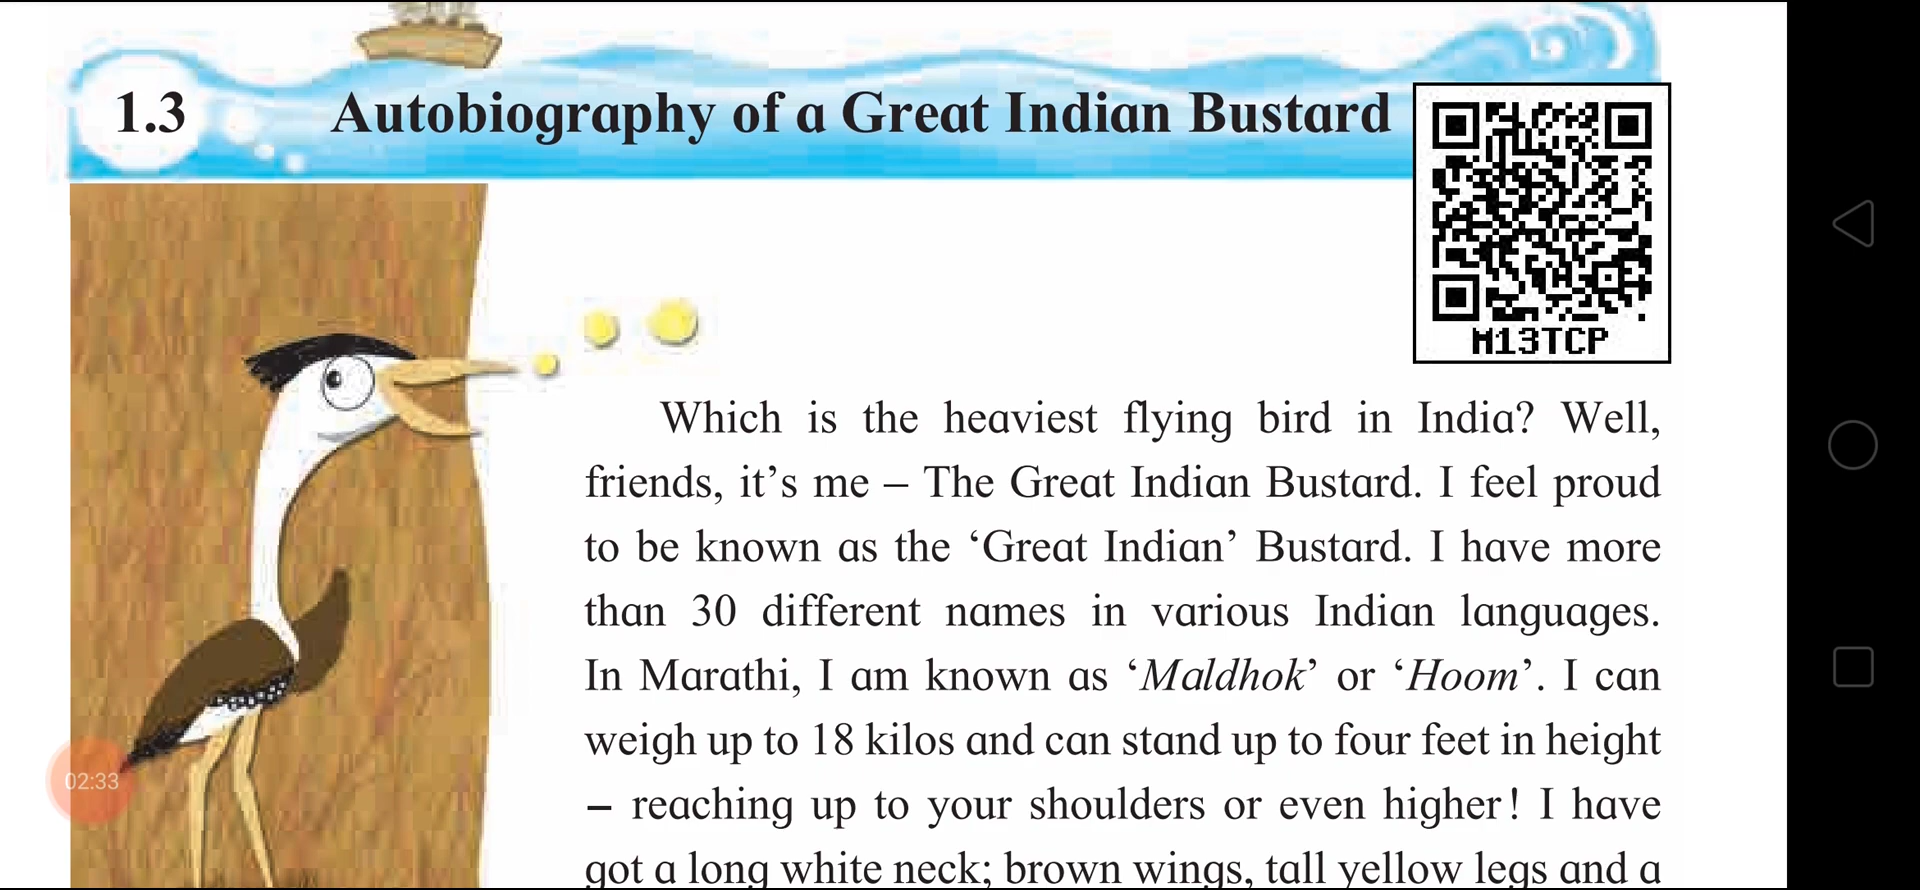 1.3 Autobiography of a Great Indian Bustard
M13TCP
Which is the heaviest flying bird in India? Well,
friends, it’s me – The Great Indian Bustard. I feel proud
to be known as the ‘Great Indian’ Bustard. I have more
than 30 different names in various Indian languages.
In Marathi, I am known as ‘Maldhok’ or ‘Hoom’. I can
weigh up to 18 kilos and can stand up to four feet in height
– reaching up to your shoulders or even higher! I have
got a long white neck; brown wings, tall yellow legs and a
02:33